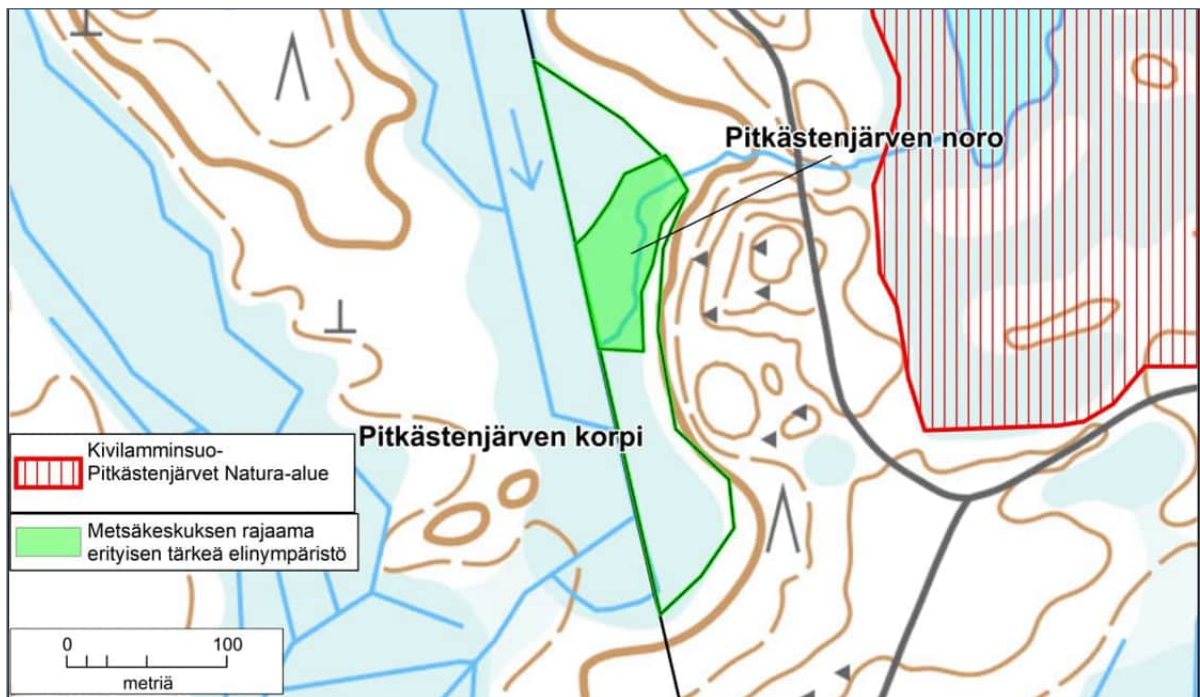 Pitkästenjärven noro
Pitkästenjärven korpi
Kivilamminsuo-
Pitkästenjärvet Natura-alue
Metsäkeskuksen rajaama
erityisen tärkeä elinympäristö
0 100
metriä